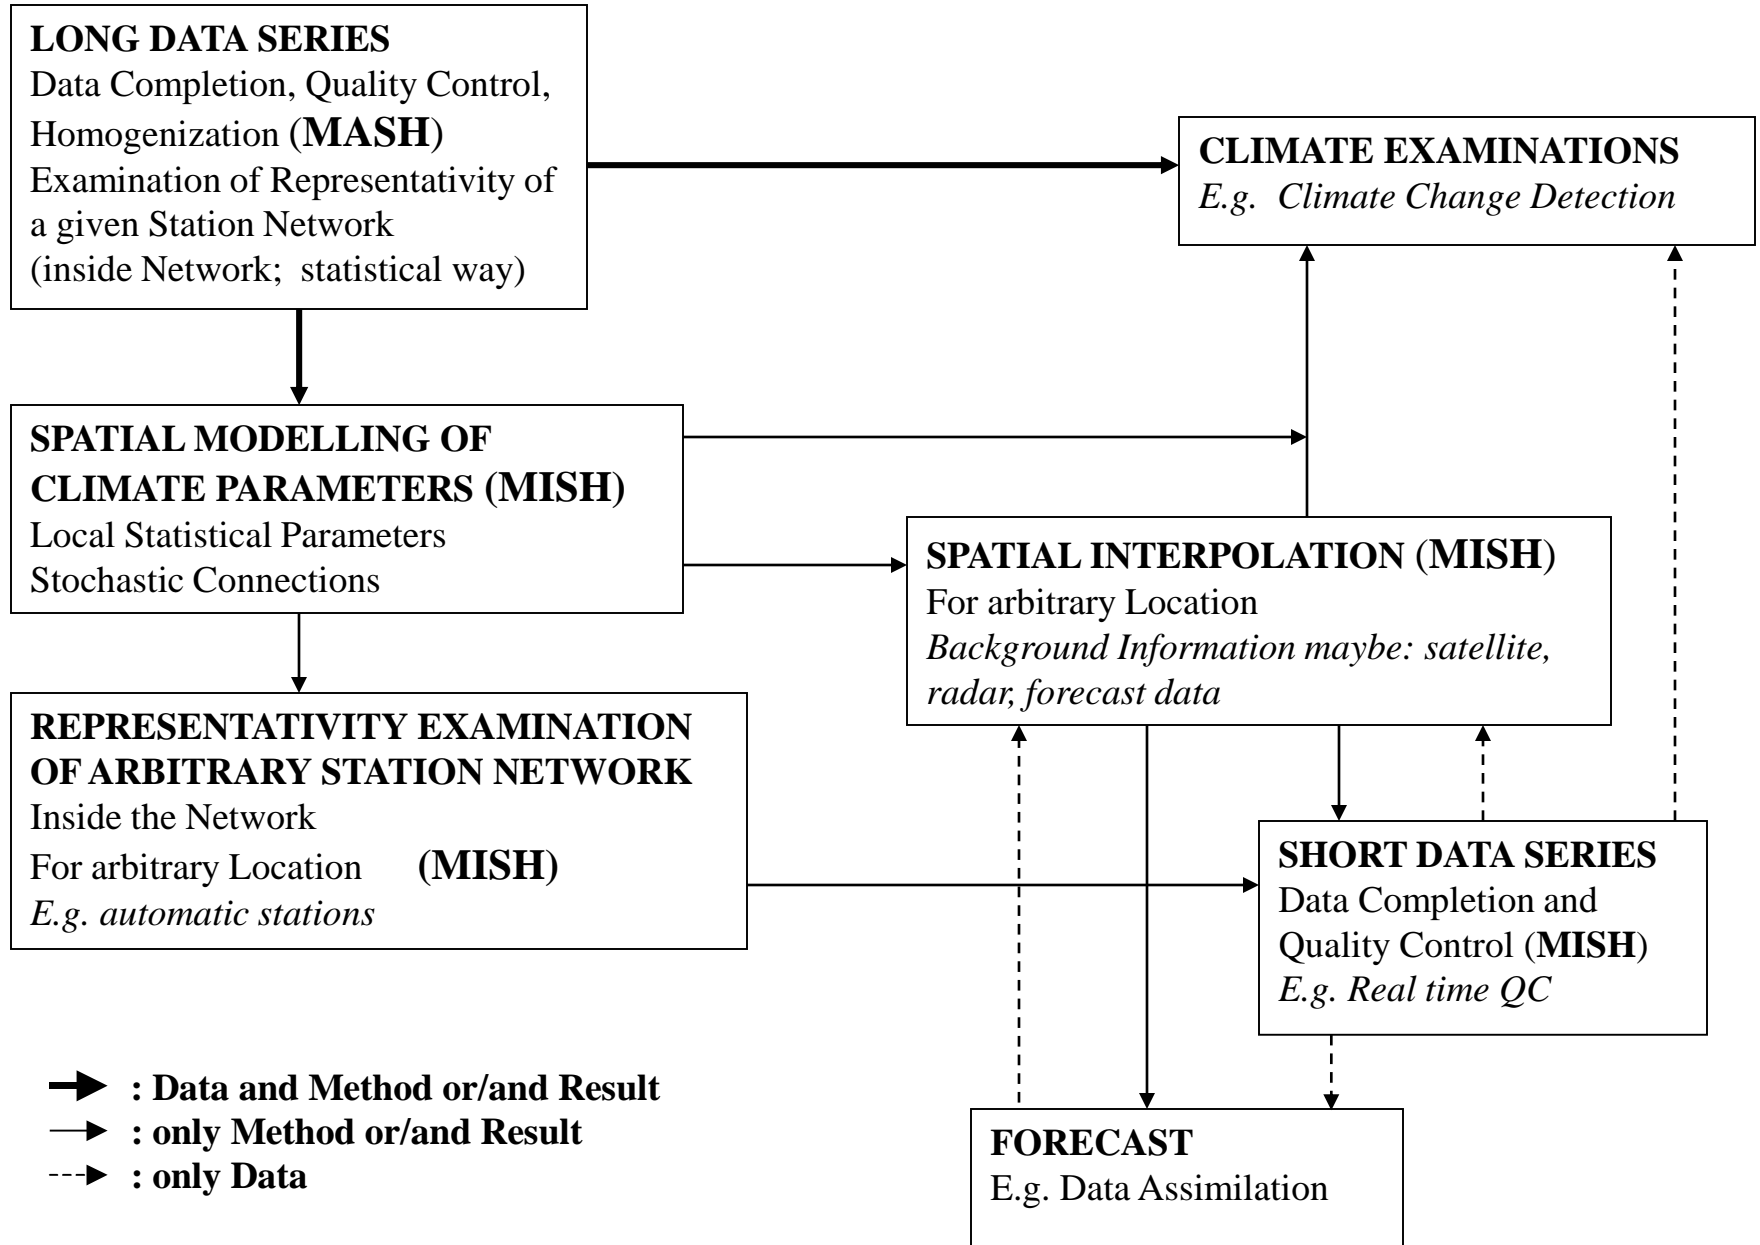 LONG DATA SERIES
Data Completion, Quality Control,
Homogenization (MASH)
Examination of Representativity of
a given Station Network
(inside Network; statistical way)
CLIMATE EXAMINATIONS
E.g. Climate Change Detection
SPATIAL MODELLING OF
CLIMATE PARAMETERS (MISH)
Local Statistical Parameters
Stochastic Connections
SPATIAL INTERPOLATION (MISH)
For arbitrary Location
Background Information maybe: satellite,
radar, forecast data
REPRESENTATIVITY EXAMINATION
OF ARBITRARY STATION NETWORK
Inside the Network
For arbitrary Location (MISH)
E.g. automatic stations
SHORT DATA SERIES
Data Completion and
Quality Control (MISH)
E.g. Real time QC
: Data and Method or/and Result
: only Method or/and Result
: only Data
FORECAST
E.g. Data Assimilation